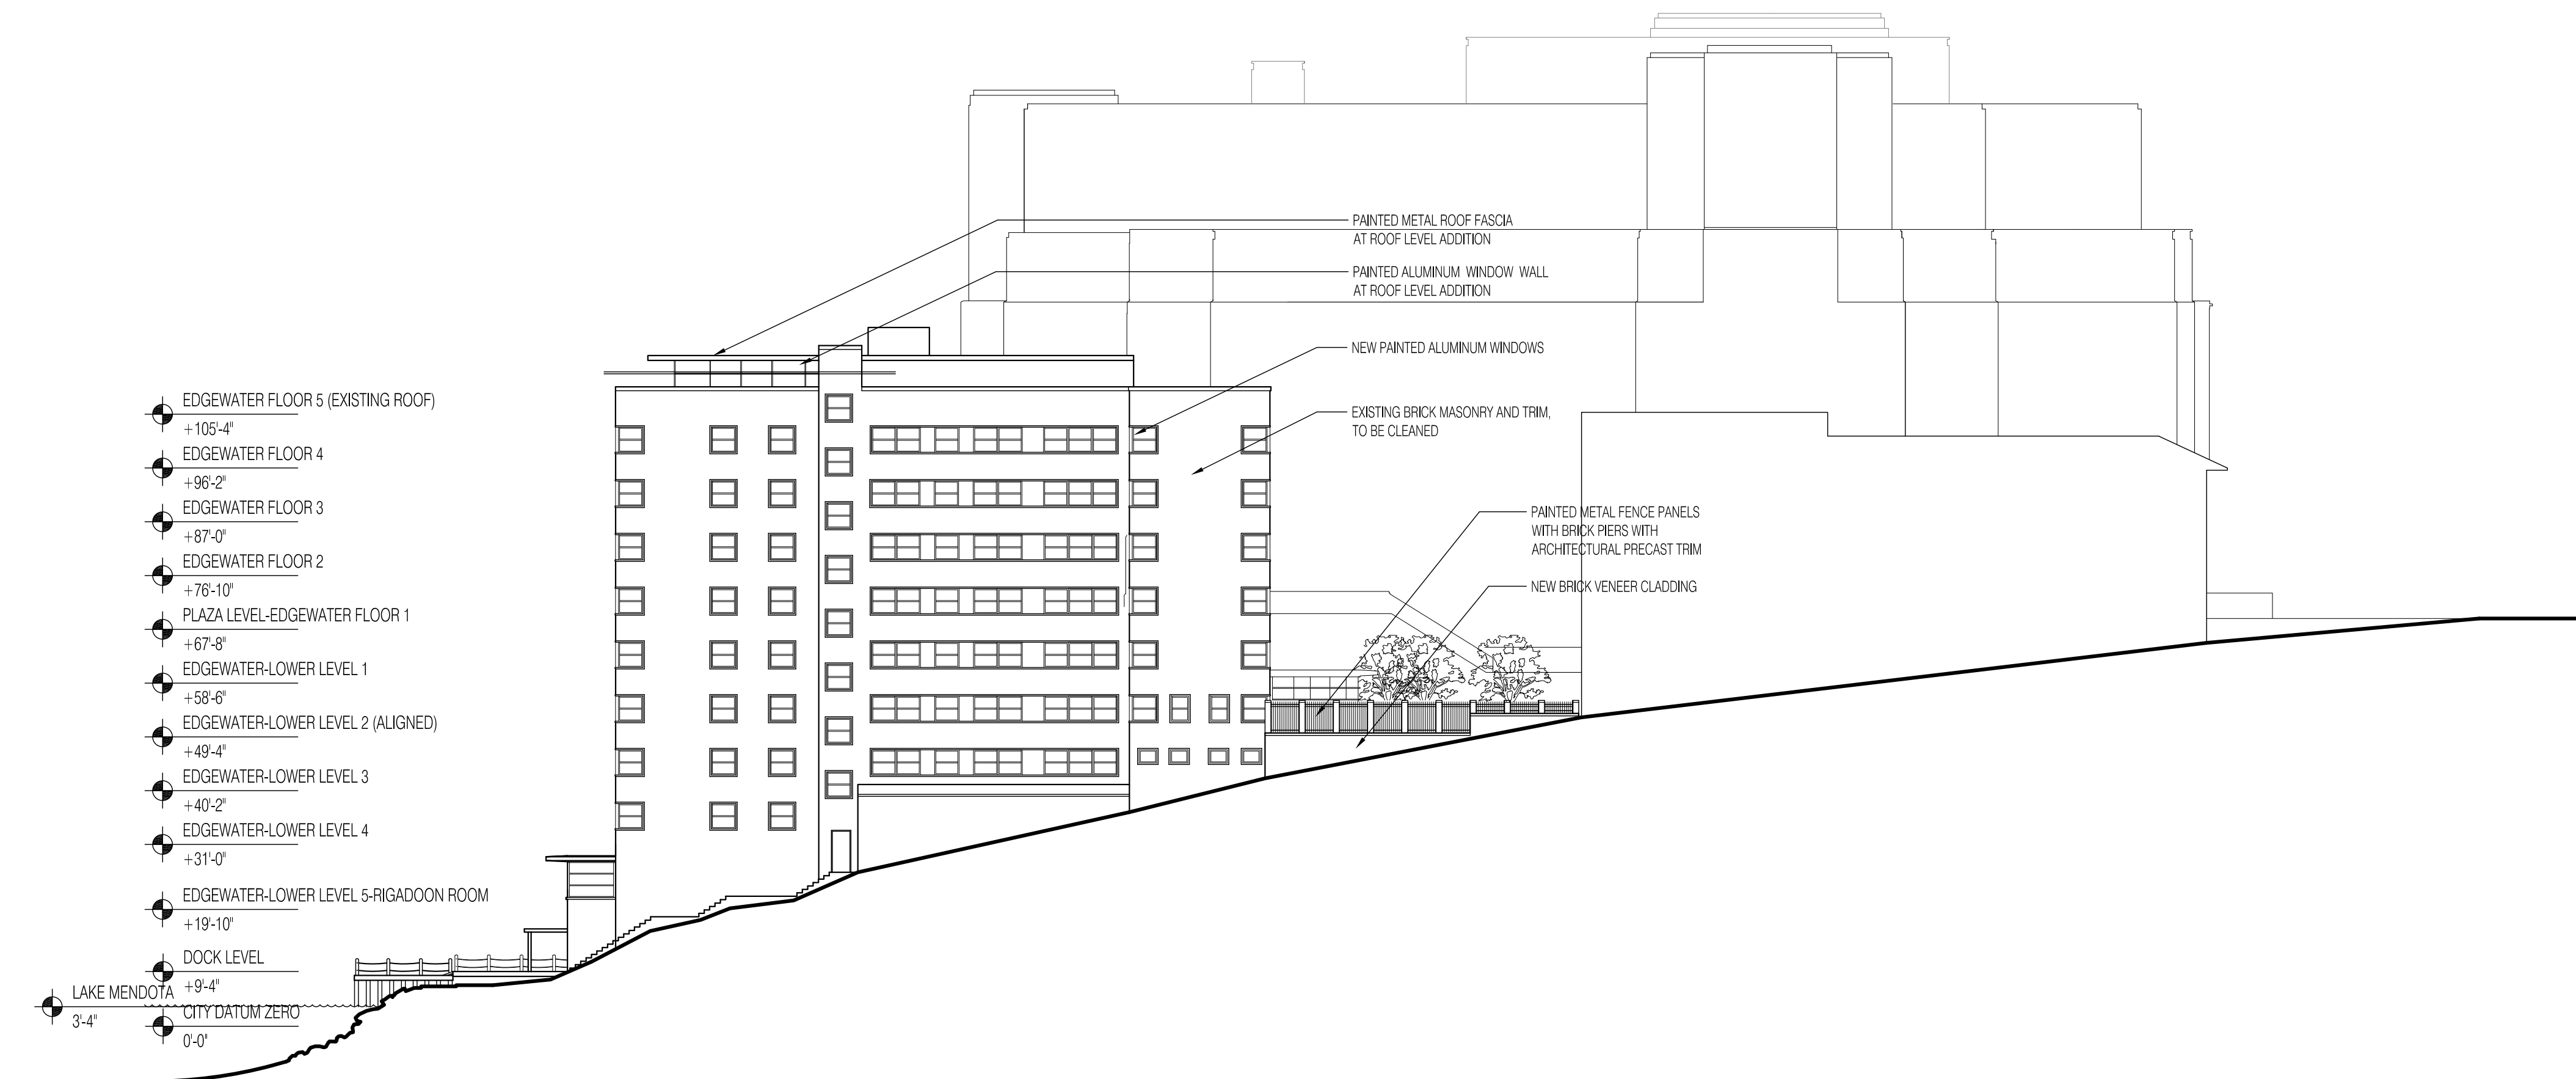 PAINTED METAL ROOF FASCIA
AT ROOF LEVEL ADDITION
PAINTED ALUMINUM WINDOW WALL
AT ROOF LEVEL ADDITION
NEW PAINTED ALUMINUM WINDOWS
EXISTING BRICK MASONRY AND TRIM,
TO BE CLEANED
PAINTED METAL FENCE PANELS
WITH BRICK PIERS WITH
ARCHITECTURAL PRECAST TRIM
NEW BRICK VENEER CLADDING
EDGEWATER FLOOR 5 (EXISTING ROOF)
+105'-4"
EDGEWATER FLOOR 4
+96'-2"
EDGEWATER FLOOR 3
+87'-0"
EDGEWATER FLOOR 2
+76'-10"
PLAZA LEVEL-EDGEWATER FLOOR 1
+67'-8"
EDGEWATER-LOWER LEVEL 1
+58'-6"
EDGEWATER-LOWER LEVEL 2 (ALIGNED)
+49'-4"
EDGEWATER-LOWER LEVEL 3
+40'-2"
EDGEWATER-LOWER LEVEL 4
+31'-0"
EDGEWATER-LOWER LEVEL 5-RIGADOON ROOM
+19'-10"
DOCK LEVEL
+9'-4"
LAKE MENDOTA
3'-4"
CITY DATUM ZERO
0'-0"